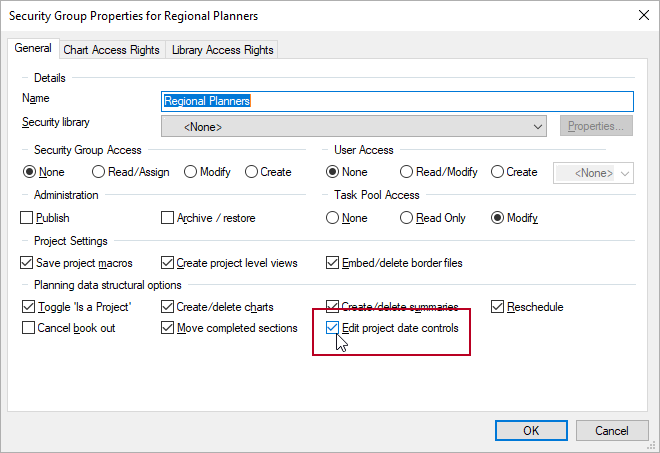 Security Group Properties for Regional Planners
General Chart Access Rights Library Access Rights
Details
Name Regional Planners
Security library <None> Properties...
Security Group Access User Access
None Read/Assign Modify Create None Read/Modify Create <None>
Administration Task Pool Access
Publish Archive / restore None Read Only Modify
Project Settings
Save project macros Create project level views Embed/delete border files
Planning data structural options
Toggle 'Is a Project' Create/delete charts Create/delete summaries Reschedule
Cancel book out Move completed sections Edit project date controls
OK Cancel